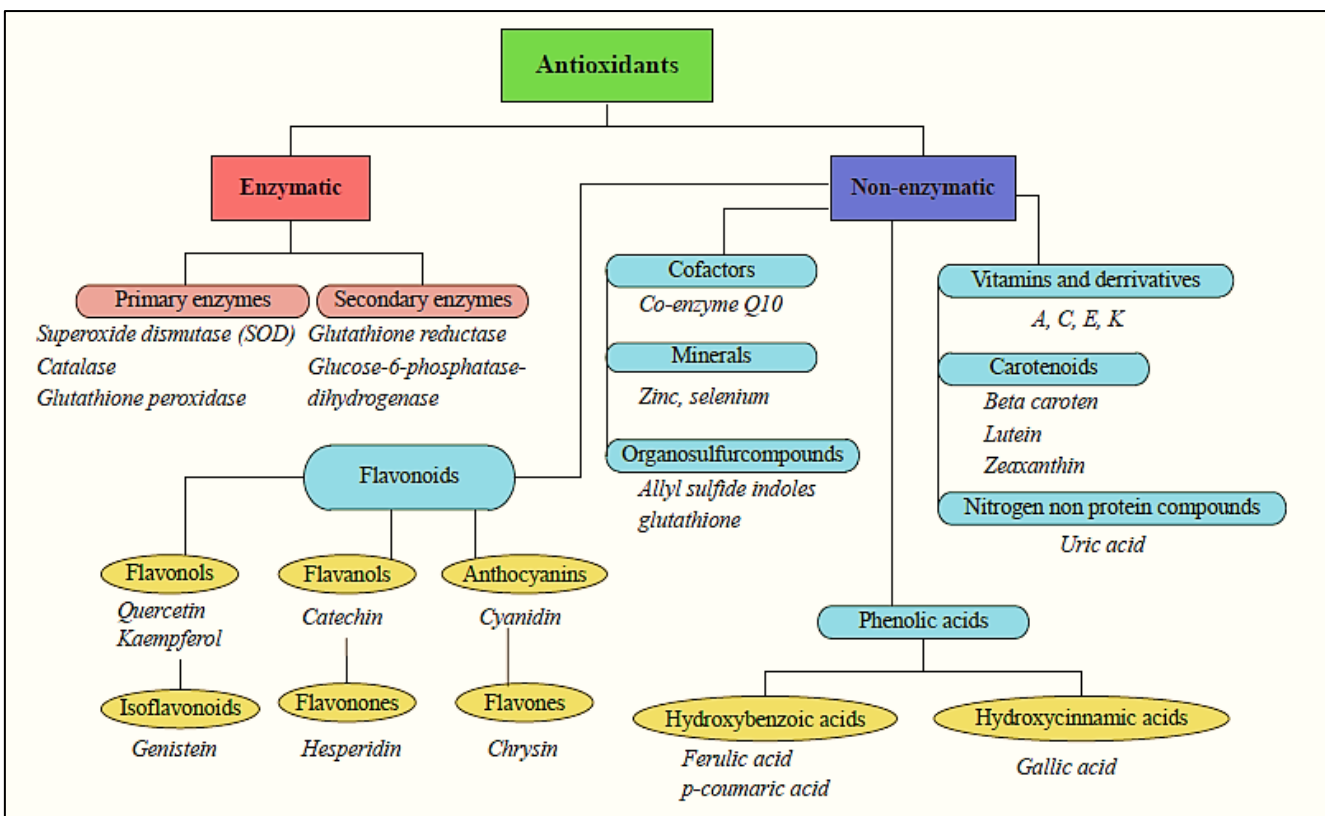 Antioxidants
Enzymatic
Non-enzymatic
Primary enzymes
Superoxide dismutase (SOD)
Catalase
Glutathione peroxidase
Secondary enzymes
Glutathione reductase
Glucose-6-phosphatase-
dihydrogenase
Cofactors
Co-enzyme Q10
Minerals
Zinc, selenium
Organosulfurcompounds
Allyl sulfide indoles
glutathione
Vitamins and derrivatives
A, C, E, K
Carotenoids
Beta caroten
Lutein
Zeaxanthin
Nitrogen non protein compounds
Uric acid
Flavonoids
Flavonols
Quercetin
Kaempferol
Isoflavonoids
Genistein
Flavanols
Catechin
Flavonones
Hesperidin
Anthocyanins
Cyanidin
Flavones
Chrysin
Phenolic acids
Hydroxybenzoic acids
Ferulic acid
p-coumaric acid
Hydroxycinnamic acids
Gallic acid